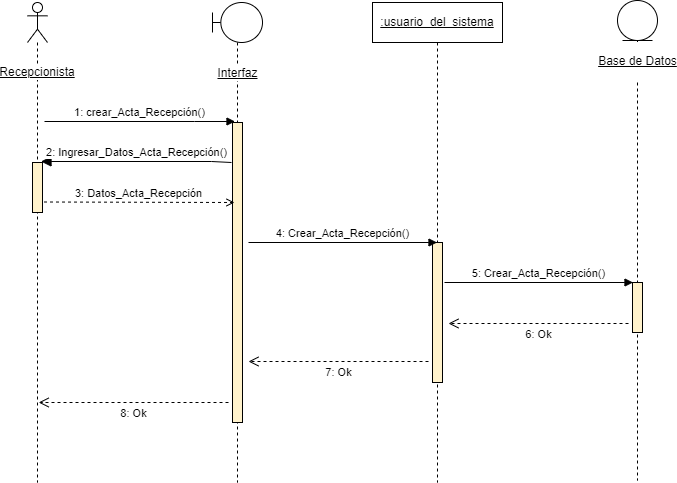 :usuario_del_sistema
Base de Datos
Recepcionista
Interfaz
1: crear_Acta_Recepción()
2: Ingresar_Datos_Acta_Recepción()
3: Datos_Acta_Recepción
4: Crear_Acta_Recepción()
5: Crear_Acta_Recepción()
6: Ok
7: Ok
8: Ok